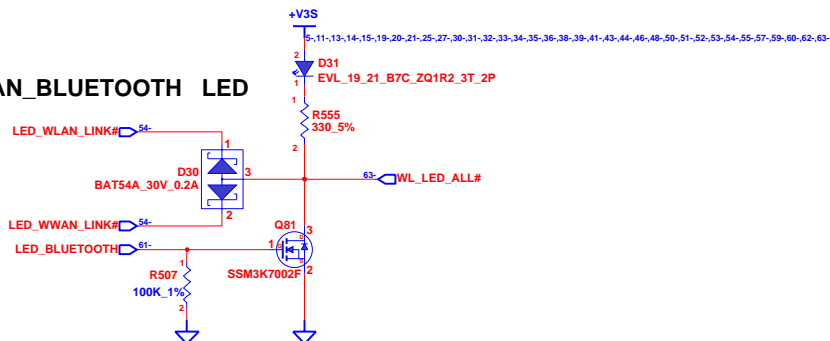 +V3S
5-,11-,13-,14-,15-,19-,20-,21-,25-,27-,30-,31-,32-,33-,34-,35-,36-,38-,39-,41-,43-,44-,46-,48-,50-,51-,52-,53-,54-,55-,57-,59-,60-,62-,63-
2
D31
EVL_19_21_B7C_ZQ1R2_3T_2P
1
AN_BLUETOOTH LED
1
R555
330_5%
2
LED_WLAN_LINK# 54-
1
D30
3
BAT54A_30V_0.2A
63- WL_LED_ALL#
2
LED_WWAN_LINK# 54-
Q81
3
LED_BLUETOOTH 61-
1
G
D
S
2
SSM3K7002F
1
R507
100K_1%
2